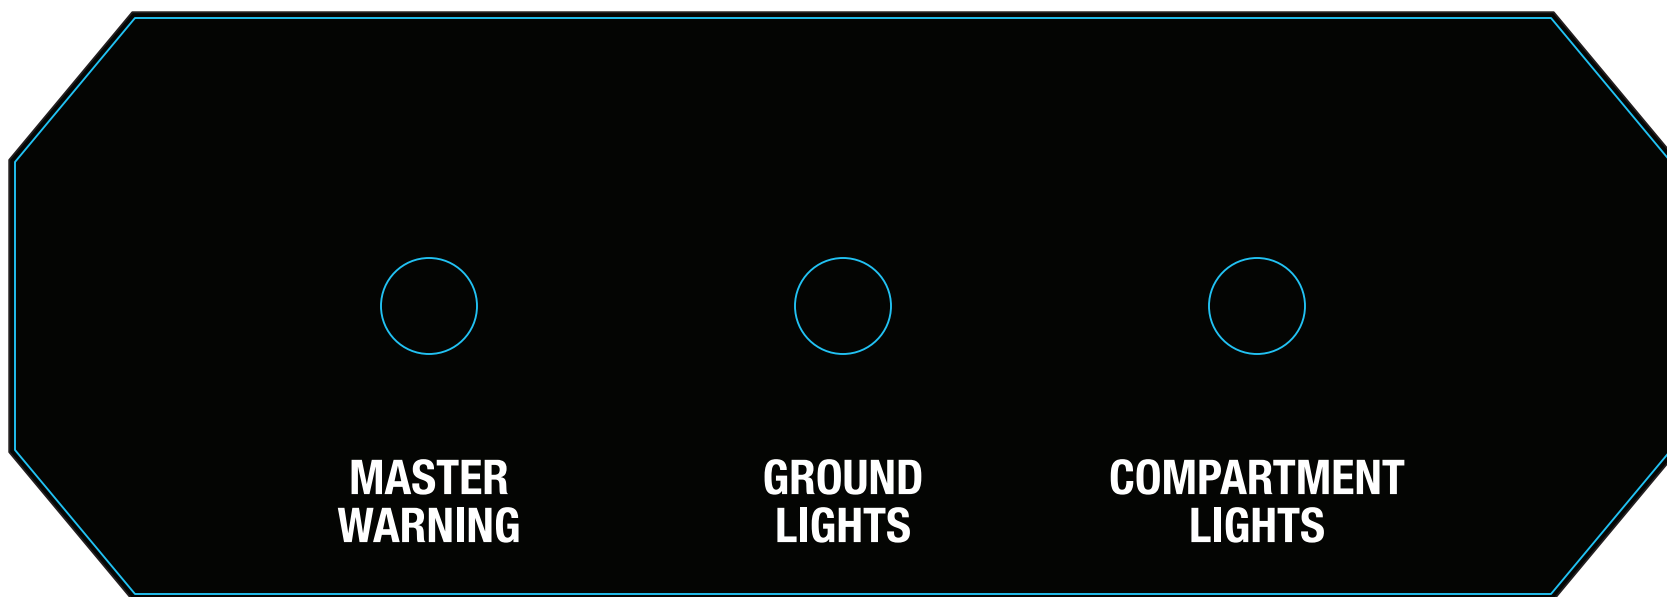 MASTER
WARNING
GROUND
LIGHTS
COMPARTMENT
LIGHTS